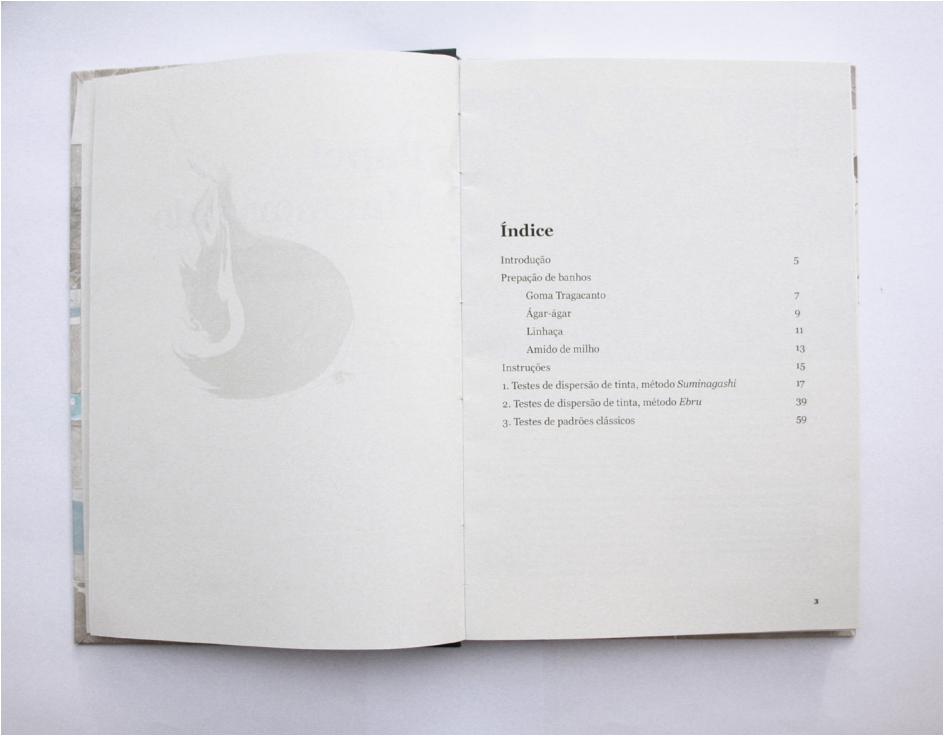 Índice
Introdução 5
Prepação de banhos
Goma Tragacanto 7
Ágar-ágar 9
Linhaça 11
Amido de milho 13
Instruções 15
1. Testes de dispersão de tinta, método Suminagashi 17
2. Testes de dispersão de tinta, método Ebru 39
3. Testes de padrões clássicos 59
3